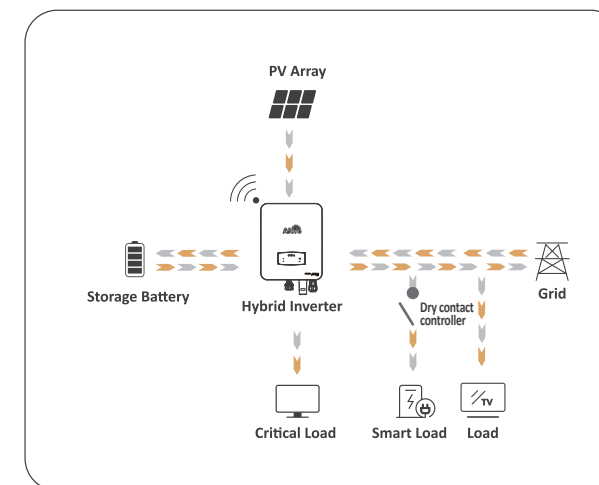 PV Array
Storage Battery
Hybrid Inverter
Grid
Dry contact
controller
TV
Critical Load
Smart Load
Load